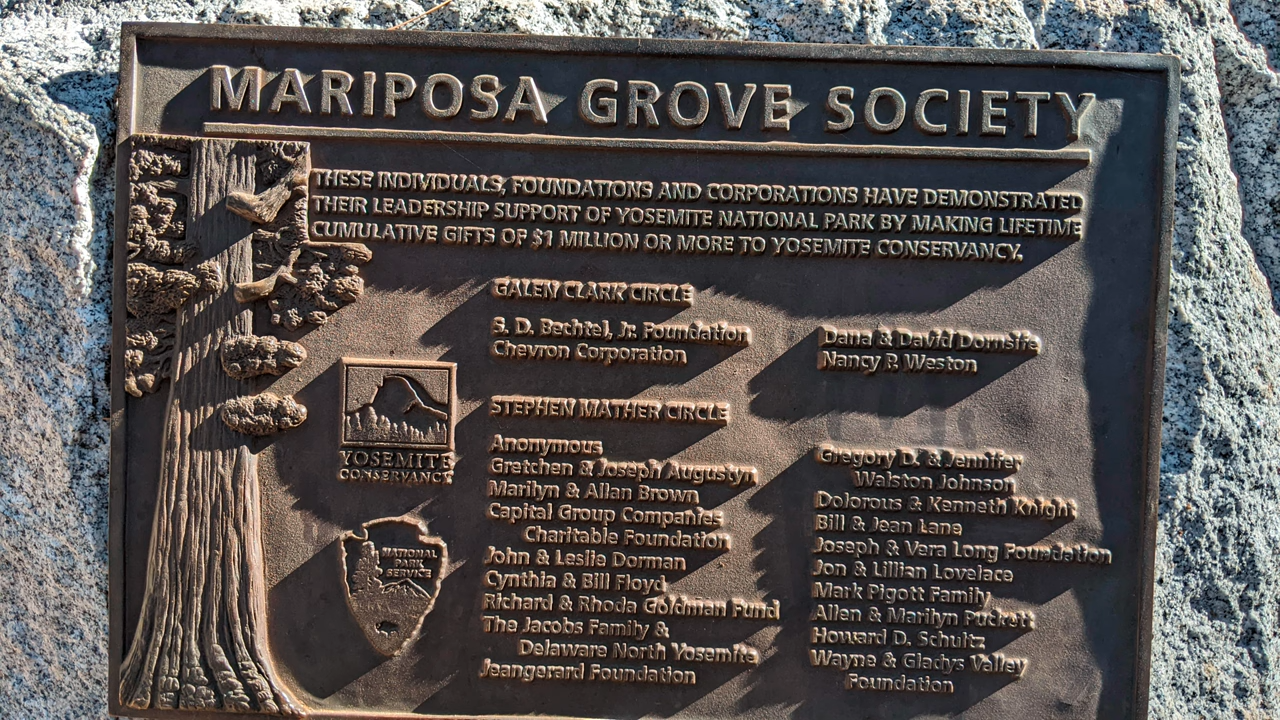 MARIPOSA GROVE SOCIETY
THESE INDIVIDUALS, FOUNDATIONS AND CORPORATIONS HAVE DEMONSTRATED
THEIR LEADERSHIP SUPPORT OF YOSEMITE NATIONAL PARK BY MAKING LIFETIME
CUMULATIVE GIFTS OF $1 MILLION OR MORE TO YOSEMITE CONSERVANCY.
GALEN CLARK CIRCLE
S. D. Bechtel, Jr. Foundation
Chevron Corporation
Dana & David Dornsife
Nancy P. Weston
STEPHEN MATHER CIRCLE
Anonymous
Gretchen & Joseph Augustyn
Marilyn & Allan Brown
Capital Group Companies
Charitable Foundation
John & Leslie Dorman
Cynthia & Bill Floyd
Richard & Rhoda Goldman Fund
The Jacobs Family &
Delaware North Yosemite
Jeangerard Foundation
Gregory D. & Jennifer
Walston Johnson
Dolorous & Kenneth Knight
Bill & Jean Lane
Joseph & Vera Long Foundation
Jon & Lillian Lovelace
Mark Pigott Family
Allen & Marilyn Puckett
Howard D. Schultz
Wayne & Gladys Valley
Foundation
YOSEMITE
CONSERVANCY
NATIONAL
PARK
SERVICE